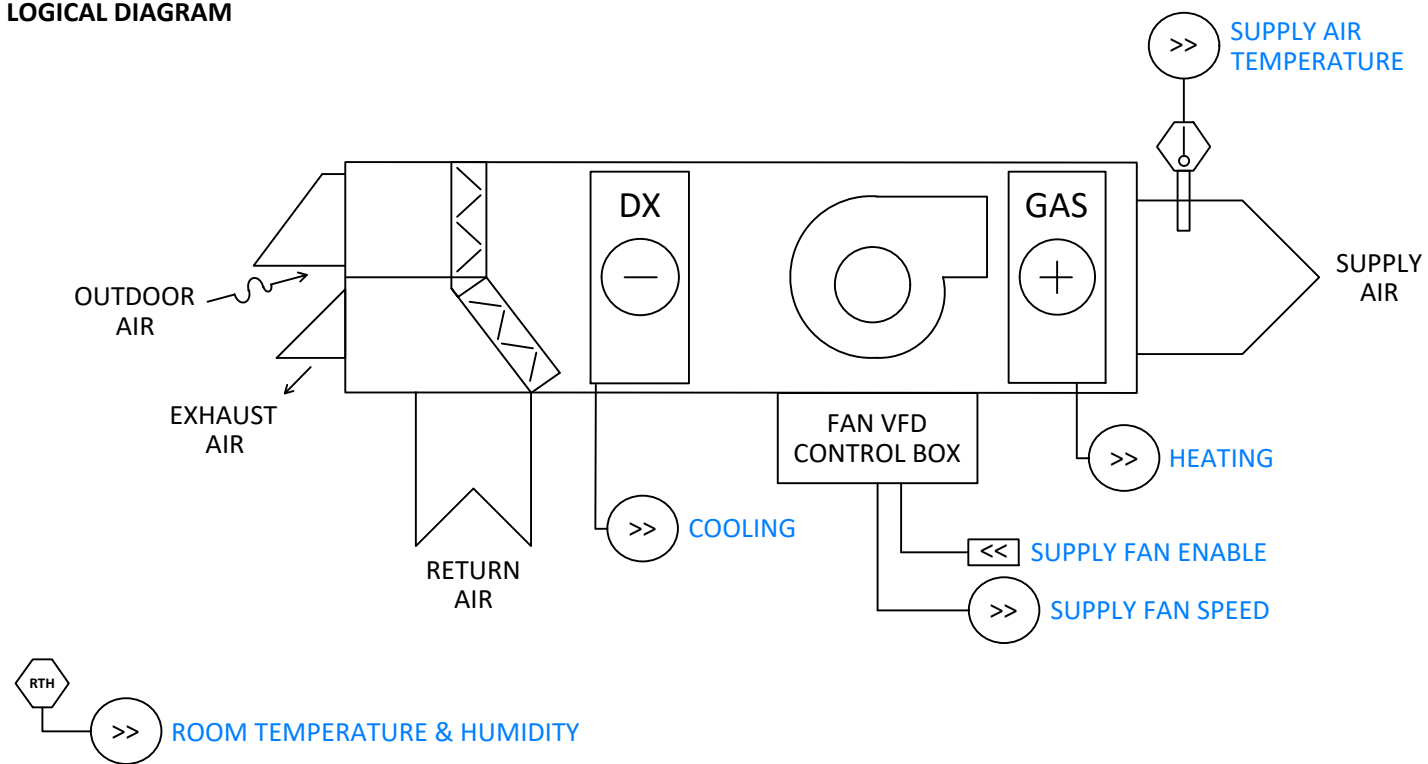 LOGICAL DIAGRAM
>>
SUPPLY AIR
TEMPERATURE
DX
GAS
OUTDOOR
AIR
SUPPLY
AIR
EXHAUST
AIR
FAN VFD
CONTROL BOX
>>
HEATING
>>
COOLING
<<
SUPPLY FAN ENABLE
RETURN
AIR
>>
SUPPLY FAN SPEED
RTH
>>
ROOM TEMPERATURE & HUMIDITY